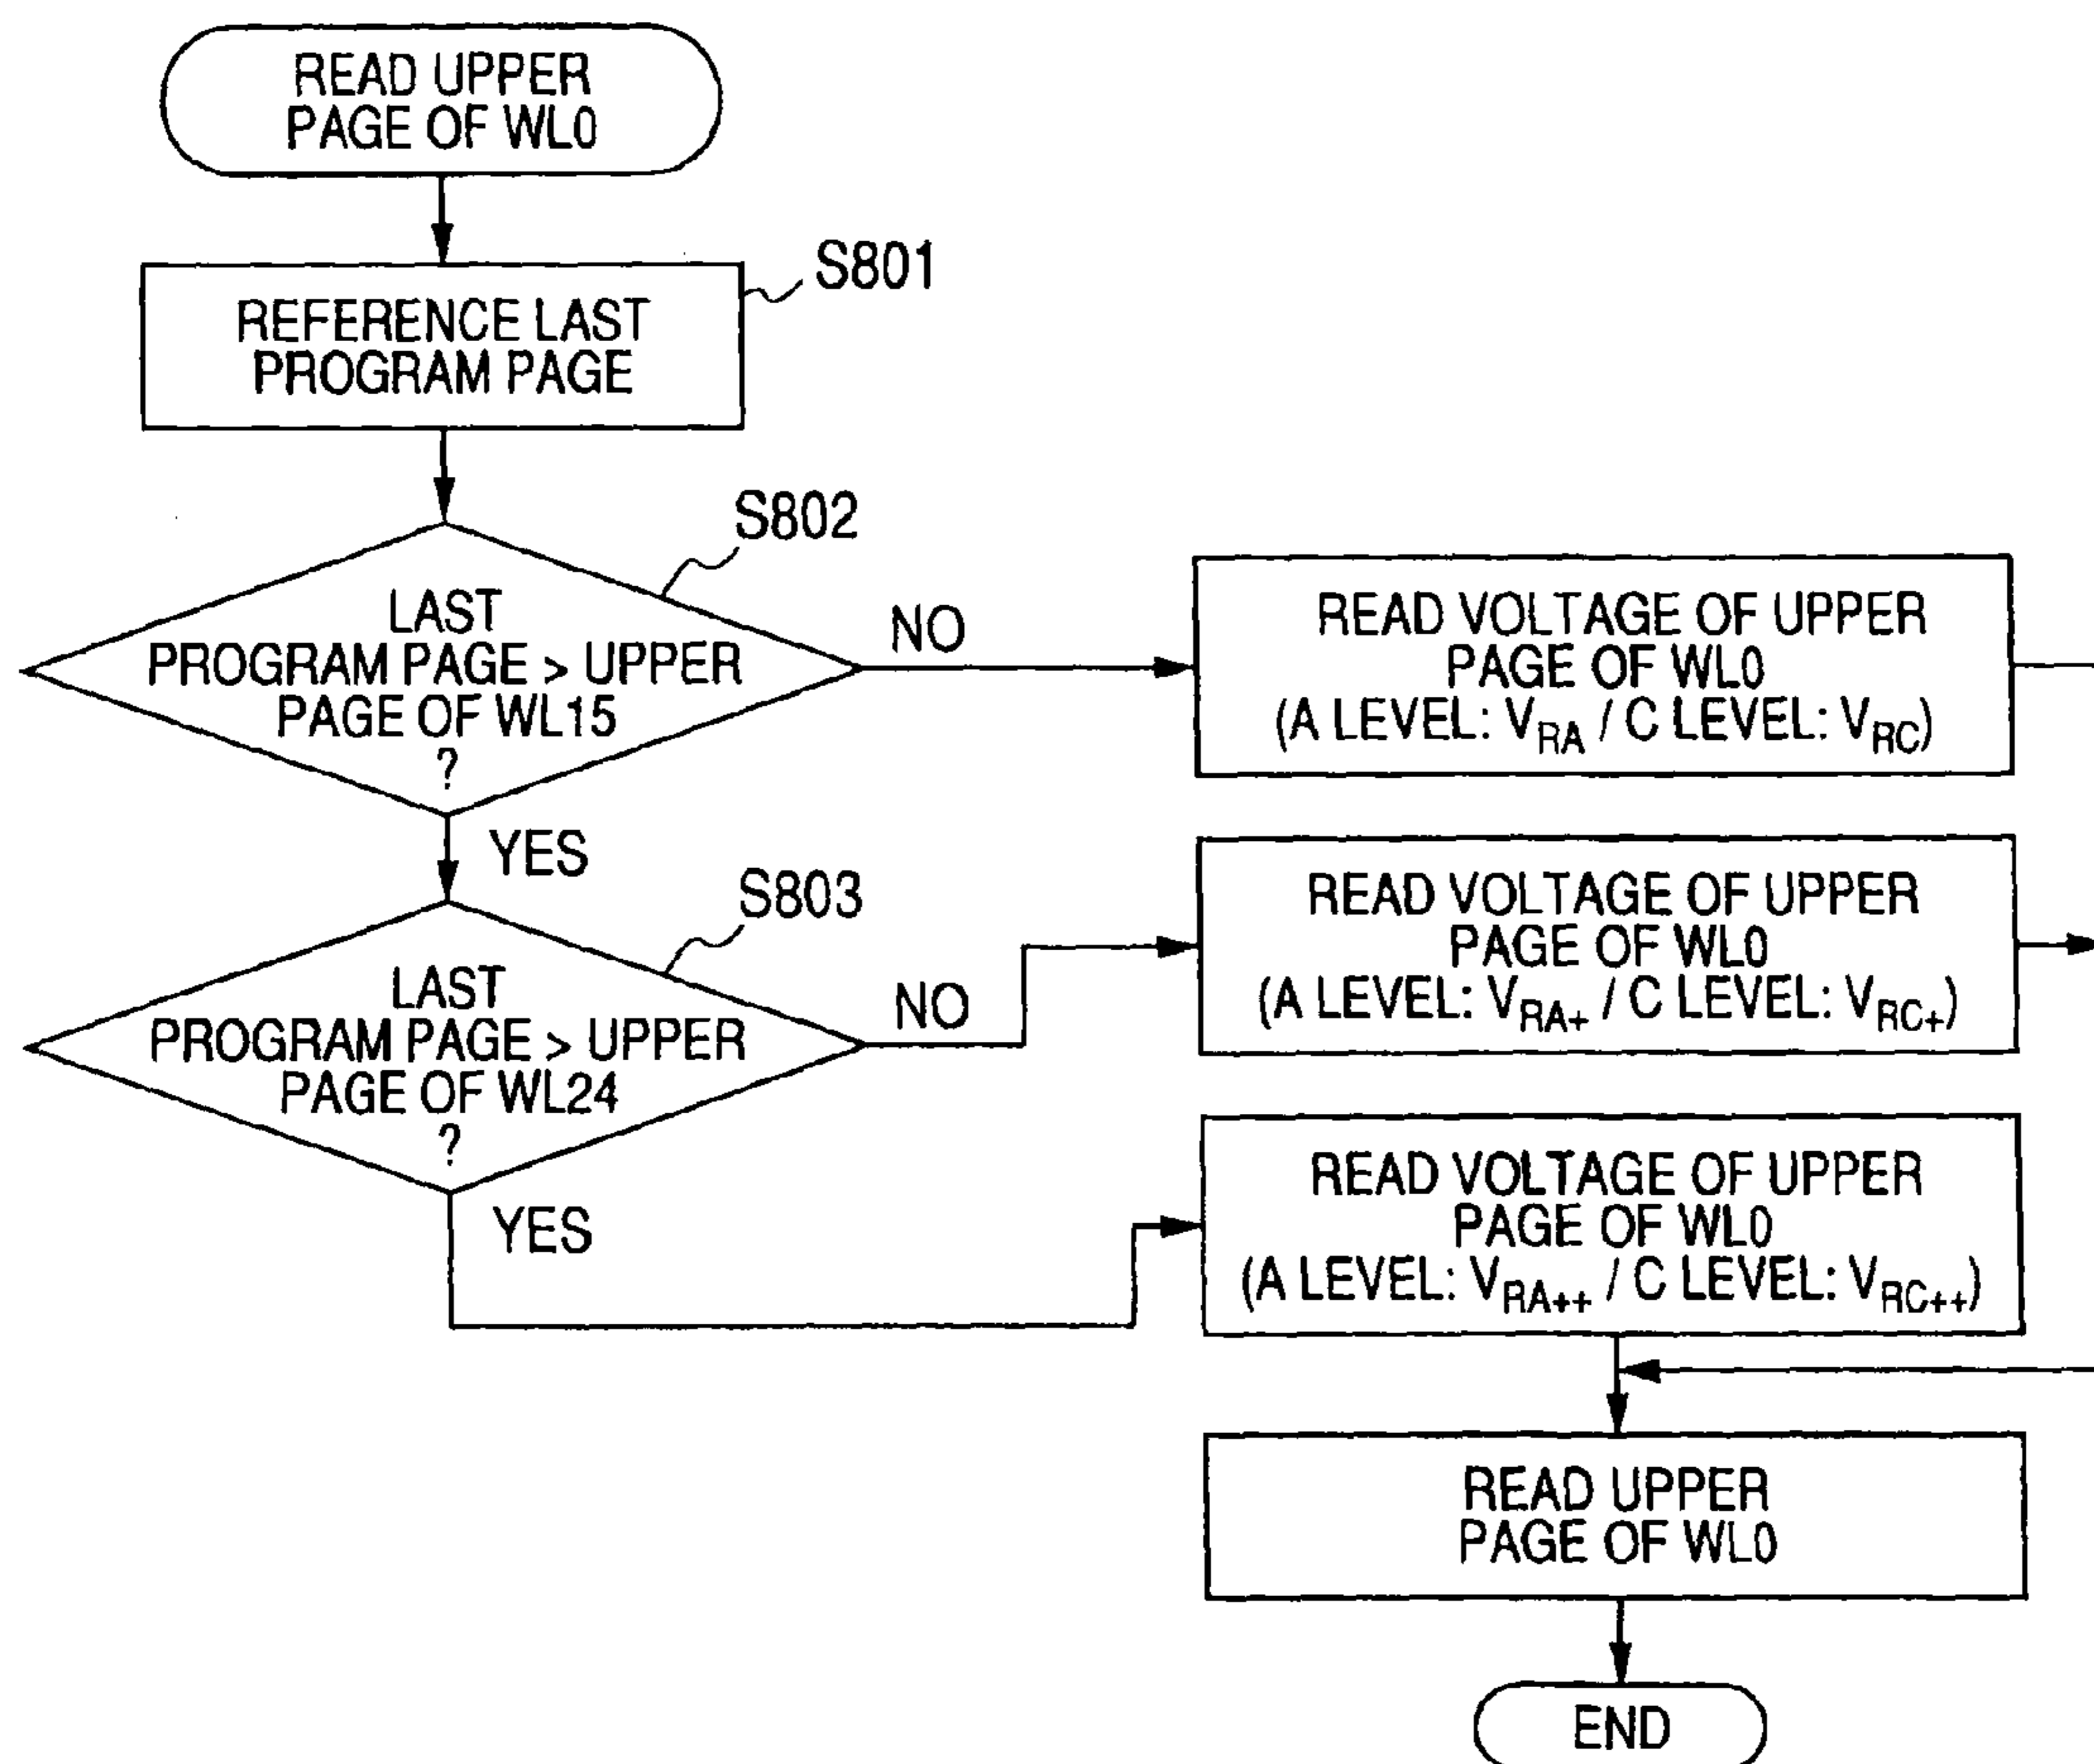 READ UPPER
PAGE OF WL0
S801
REFERENCE LAST
PROGRAM PAGE
S802
LAST
PROGRAM PAGE > UPPER
PAGE OF WL15
?
NO
READ VOLTAGE OF UPPER
PAGE OF WL0
(A LEVEL: VRA / C LEVEL: VRC)
YES
S803
LAST
PROGRAM PAGE > UPPER
PAGE OF WL24
?
NO
READ VOLTAGE OF UPPER
PAGE OF WL0
(A LEVEL: VRA+ / C LEVEL: VRC+)
YES
READ VOLTAGE OF UPPER
PAGE OF WL0
(A LEVEL: VRA++ / C LEVEL: VRC++)
READ UPPER
PAGE OF WL0
END